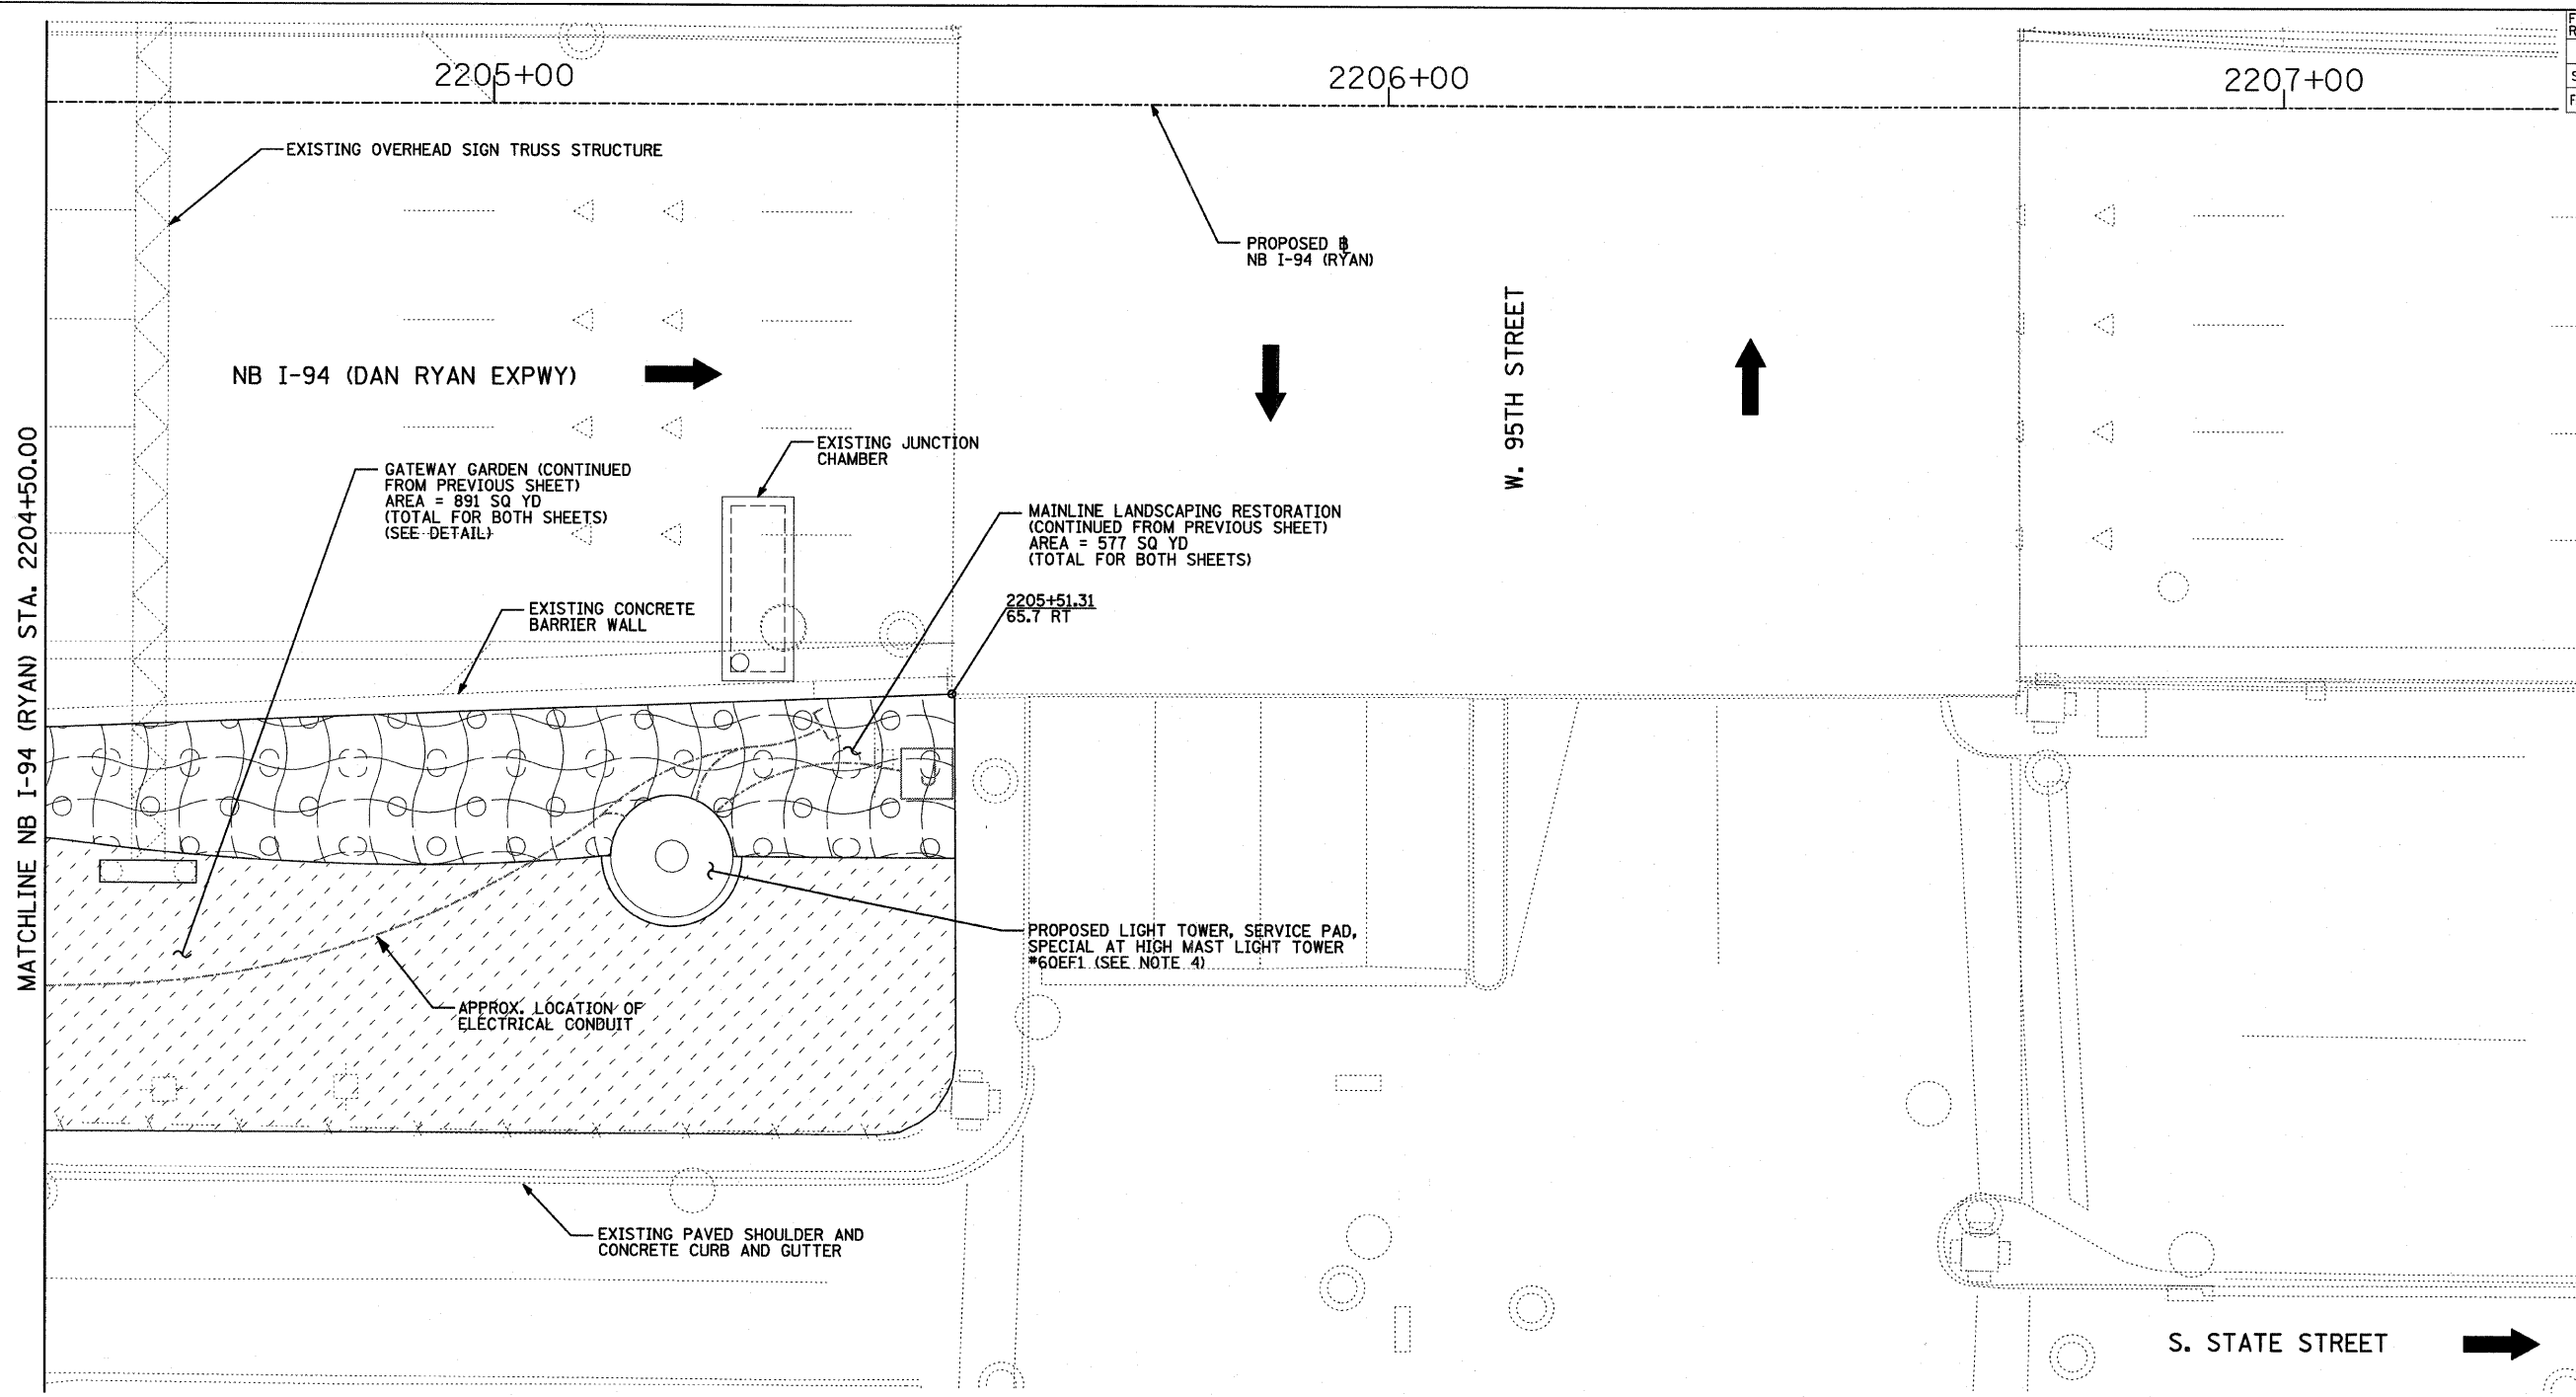 2205+00
2206+00
2207+00
EXISTING OVERHEAD SIGN TRUSS STRUCTURE
PROPOSED
NB I-94 (RYAN)
W. 95TH STREET
NB I-94 (DAN RYAN EXPWY)
MATCHLINE NB I-94 (RYAN) STA. 2204+50.00
GATEWAY GARDEN (CONTINUED
FROM PREVIOUS SHEET)
AREA = 891 SQ YD
(TOTAL FOR BOTH SHEETS)
(SEE DETAIL)
EXISTING JUNCTION
CHAMBER
MAINLINE LANDSCAPING RESTORATION
(CONTINUED FROM PREVIOUS SHEET)
AREA = 577 SQ YD
(TOTAL FOR BOTH SHEETS)
2205+51.31
65.7 RT
EXISTING CONCRETE
BARRIER WALL
PROPOSED LIGHT TOWER, SERVICE PAD,
SPECIAL AT HIGH MAST LIGHT TOWER
#60EF1 (SEE NOTE 4)
APPROX. LOCATION OF
ELECTRICAL CONDUIT
EXISTING PAVED SHOULDER AND
CONCRETE CURB AND GUTTER
S. STATE STREET